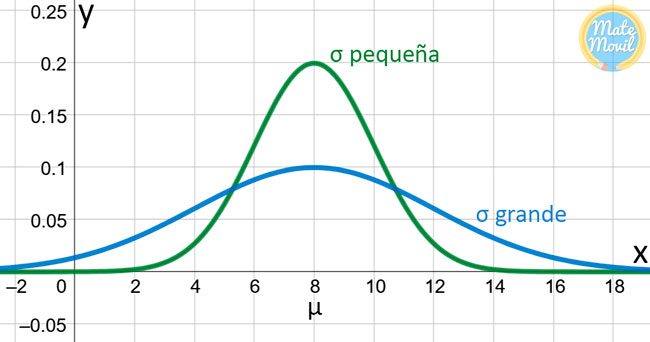 0.25
y
Mate
Movil
σ pequeña
0.2
0.15
0.1
0.05
σ grande
x
−2 0 2 4 6 8 10 12 14 16 18
μ
−0.05